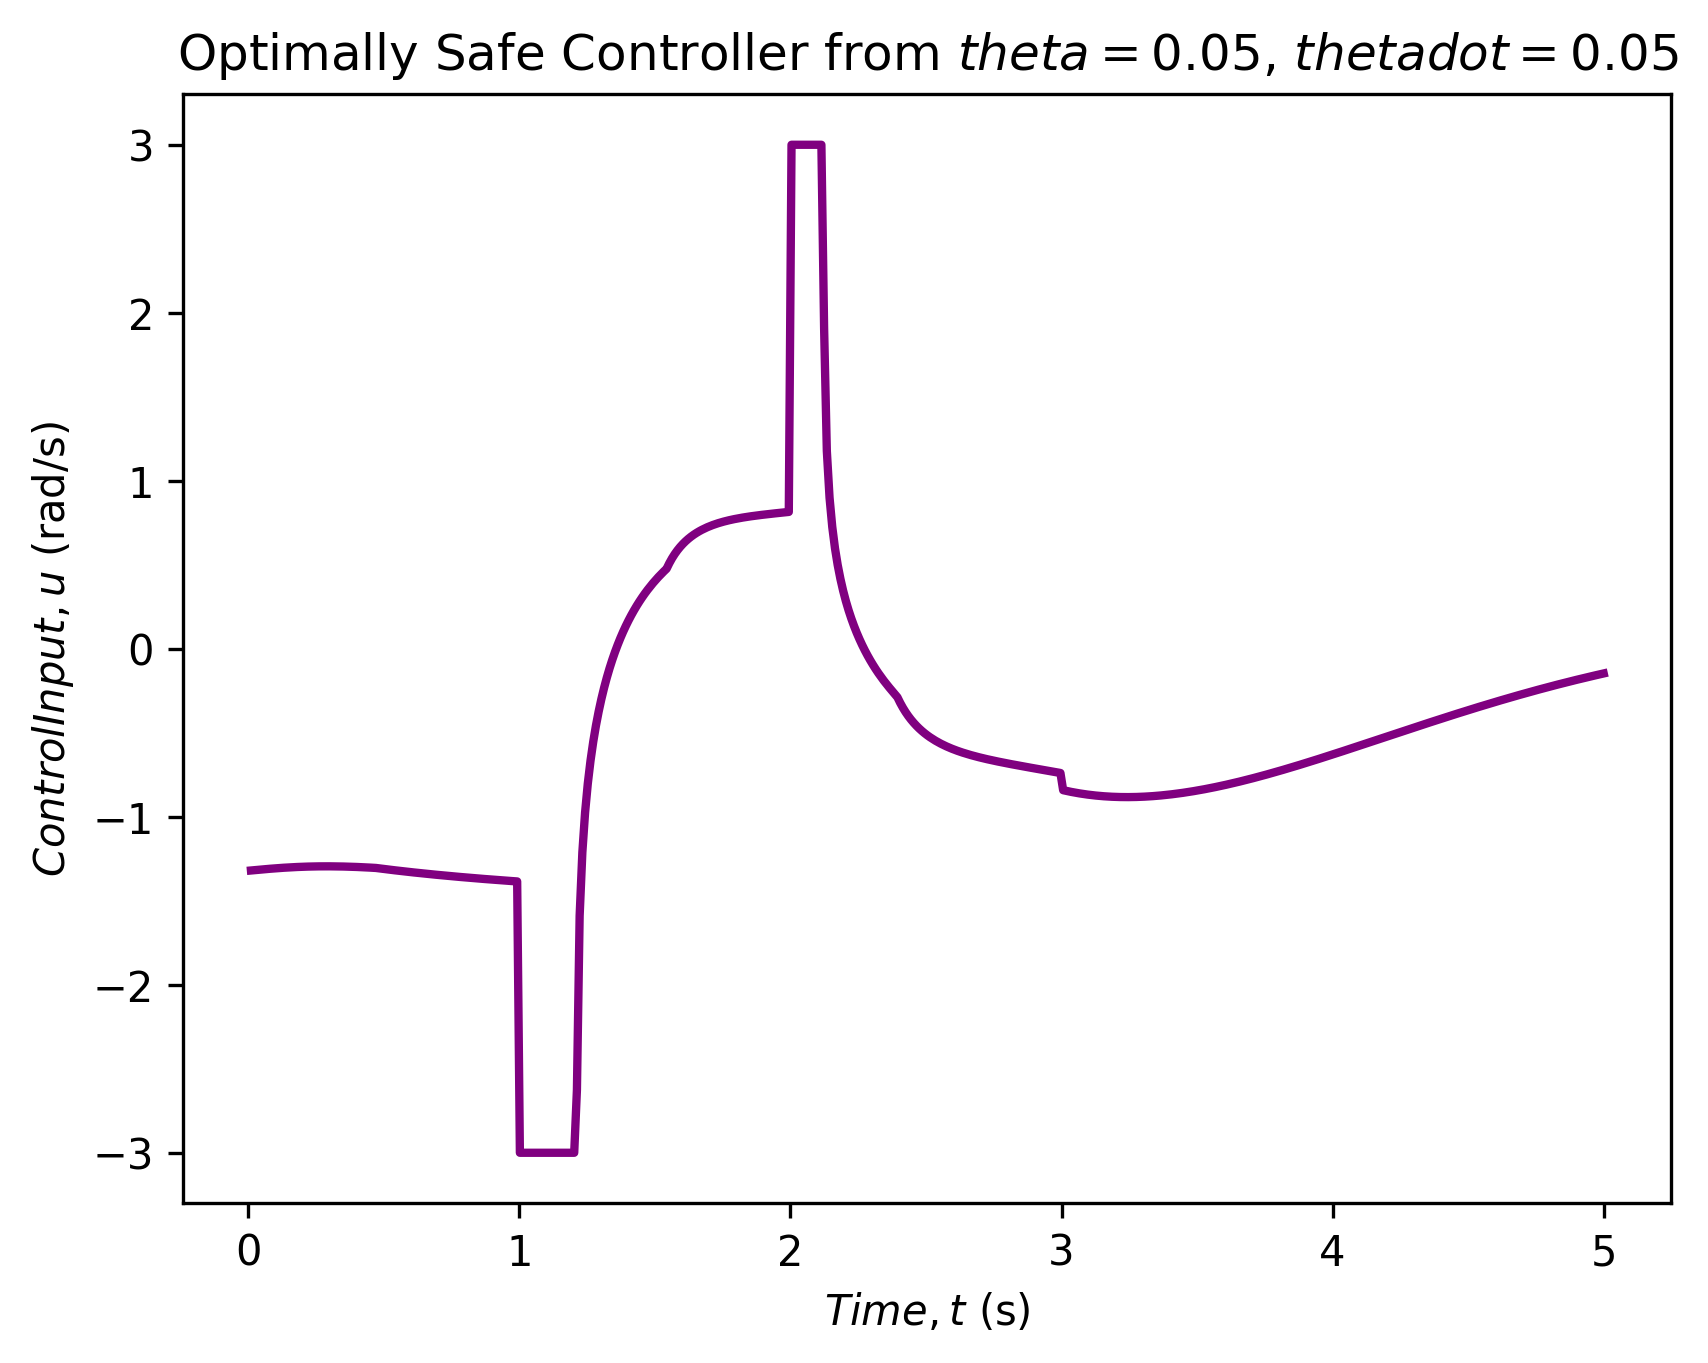 Optimally Safe Controller from theta = 0.05, thetadot = 0.05
ControlInput, u (rad/s)
3
2
1
0
−1
−2
−3
0 1 2 3 4 5
Time, t (s)